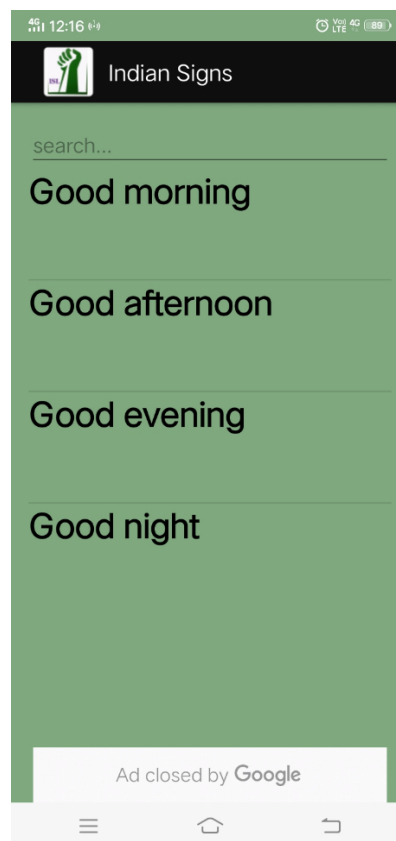 4G 12:16 Vo) 4G 89
LTE
ISL
Indian Signs
search...
Good morning
Good afternoon
Good evening
Good night
Ad closed by Google